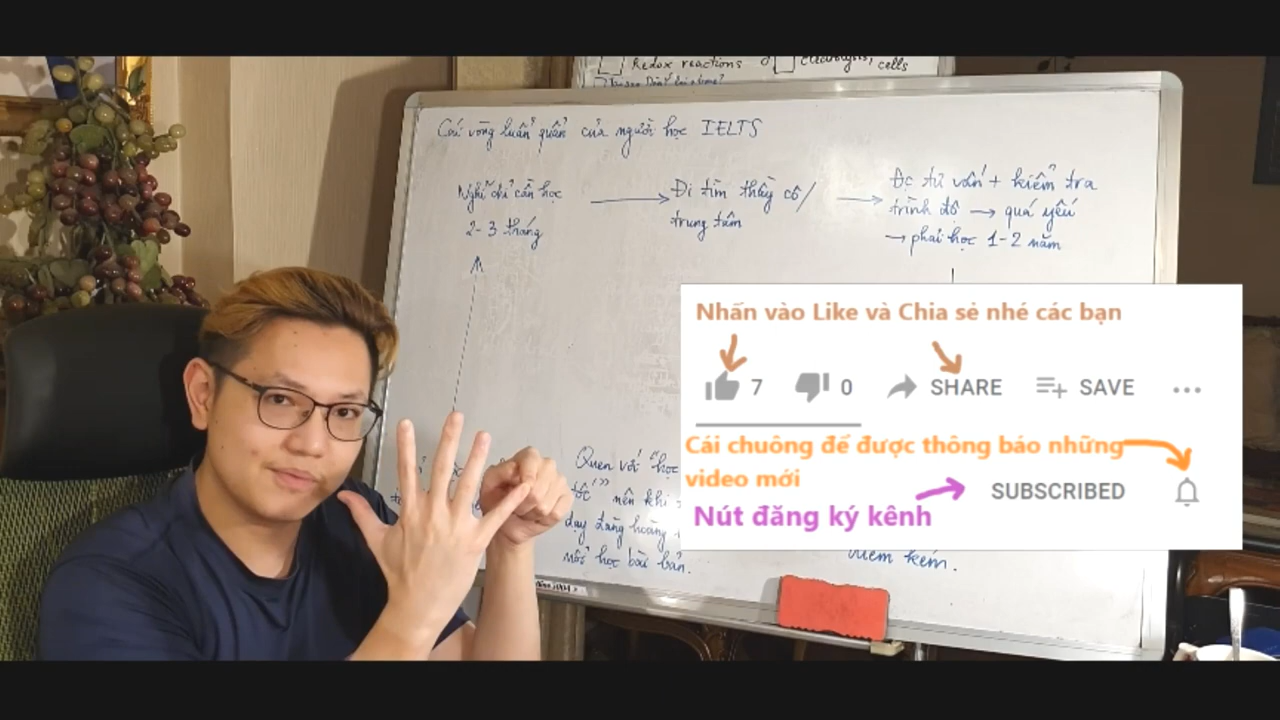 Redox reactions
cells
Cái vòng luẩn quẩn của người học IELTS
Nghĩ chỉ cần học
2-3 tháng
Đi tìm thầy cô/
trung tâm
Đc tư vấn + kiểm tra
trình độ → quá yếu
→ phải học 1-2 năm
Nhấn vào Like và Chia sẻ nhé các bạn
7
0
SHARE
SAVE
Cái chuông để được thông báo những
video mới
SUBSCRIBED
Nút đăng ký kênh
Quen với "học
tốc" nên khi
dạy đàng hoàng
nổi học bài bản.
kém.